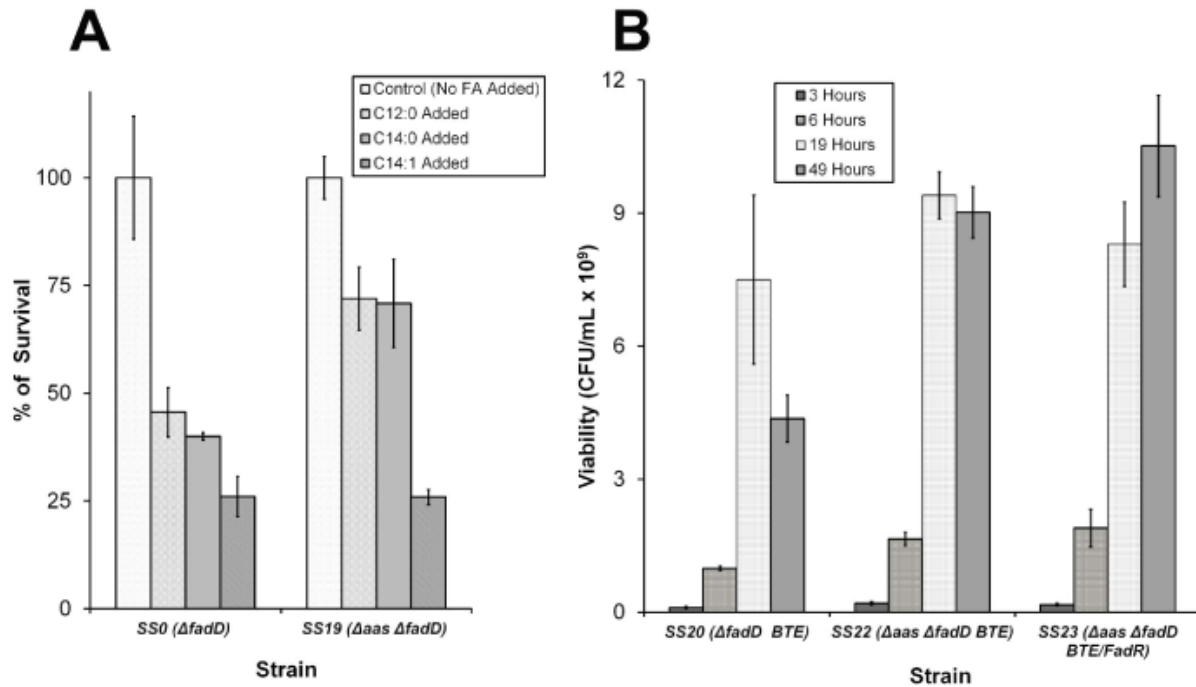 A
Control (No FA Added)
C12:0 Added
C14:0 Added
C14:1 Added
100
75
50
25
0
% of Survival
SS0 (ΔfadD)
SS19 (Δaas ΔfadD)
Strain
B
3 Hours
6 Hours
19 Hours
49 Hours
12
9
6
3
0
Viability (CFU/mL x 10⁹)
SS20 (ΔfadD BTE)
SS22 (Δaas ΔfadD BTE)
SS23 (Δaas ΔfadD
BTE/FadR)
Strain